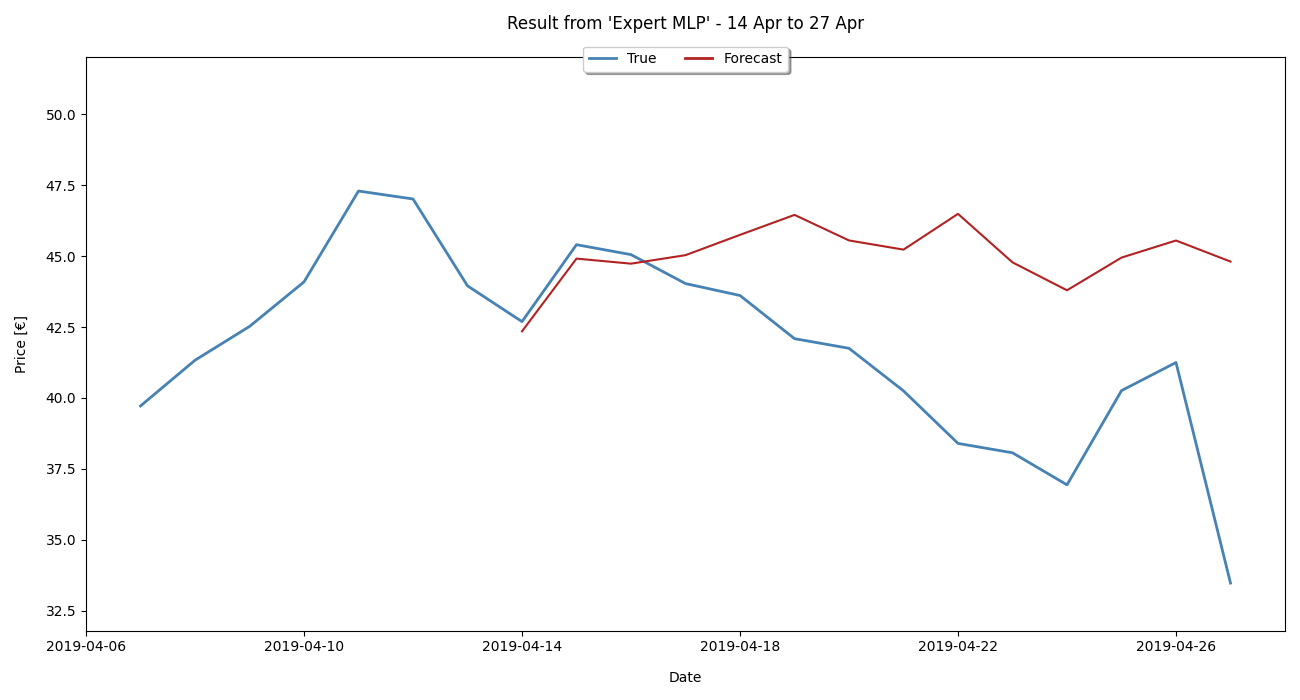 Result from 'Expert MLP' - 14 Apr to 27 Apr
True
Forecast
50.0
47.5
45.0
42.5
40.0
37.5
35.0
32.5
Price [€]
2019-04-06
2019-04-10
2019-04-14
2019-04-18
2019-04-22
2019-04-26
Date